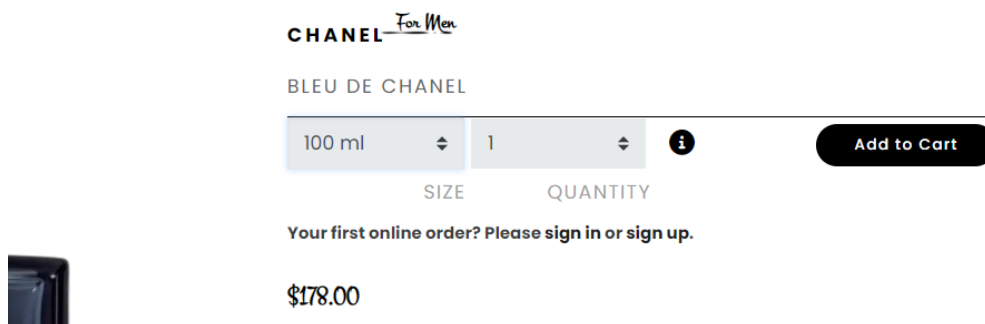 CHANEL For Men
BLEU DE CHANEL
100 ml 1 Add to Cart
SIZE QUANTITY
Your first online order? Please sign in or sign up.
$178.00